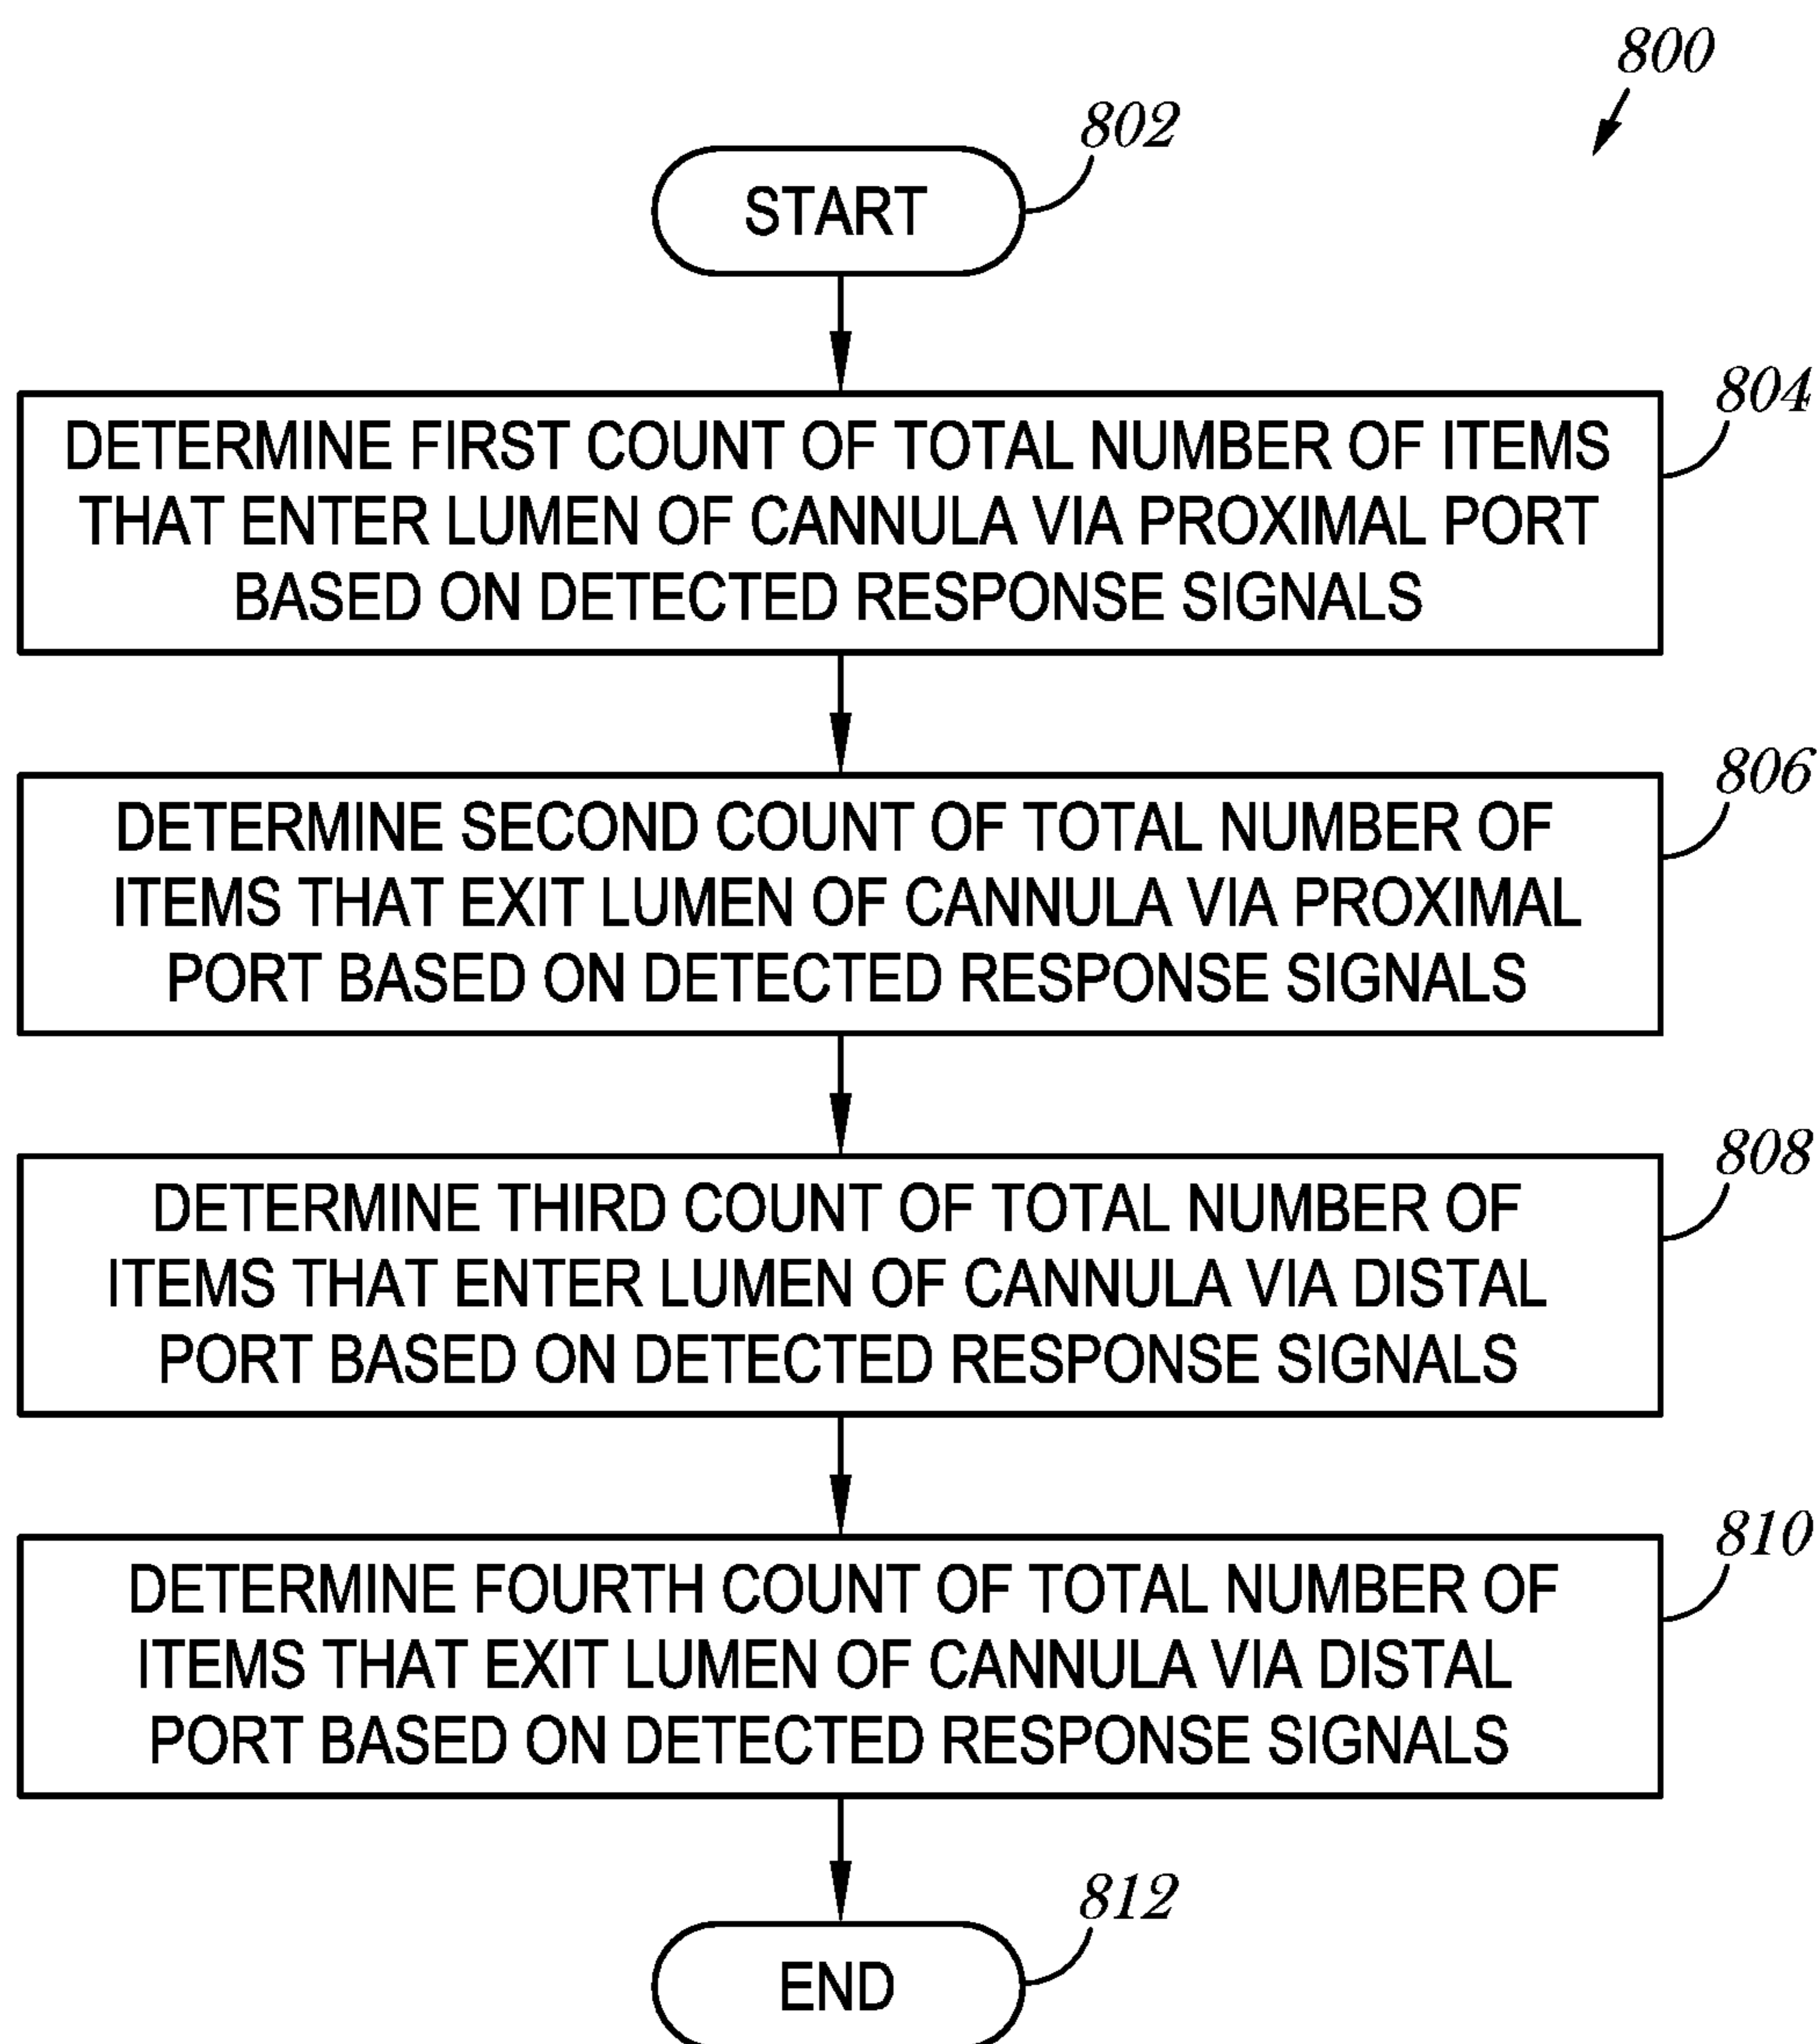 800
802
START
804
DETERMINE FIRST COUNT OF TOTAL NUMBER OF ITEMS
THAT ENTER LUMEN OF CANNULA VIA PROXIMAL PORT
BASED ON DETECTED RESPONSE SIGNALS
806
DETERMINE SECOND COUNT OF TOTAL NUMBER OF
ITEMS THAT EXIT LUMEN OF CANNULA VIA PROXIMAL
PORT BASED ON DETECTED RESPONSE SIGNALS
808
DETERMINE THIRD COUNT OF TOTAL NUMBER OF
ITEMS THAT ENTER LUMEN OF CANNULA VIA DISTAL
PORT BASED ON DETECTED RESPONSE SIGNALS
810
DETERMINE FOURTH COUNT OF TOTAL NUMBER OF
ITEMS THAT EXIT LUMEN OF CANNULA VIA DISTAL
PORT BASED ON DETECTED RESPONSE SIGNALS
812
END